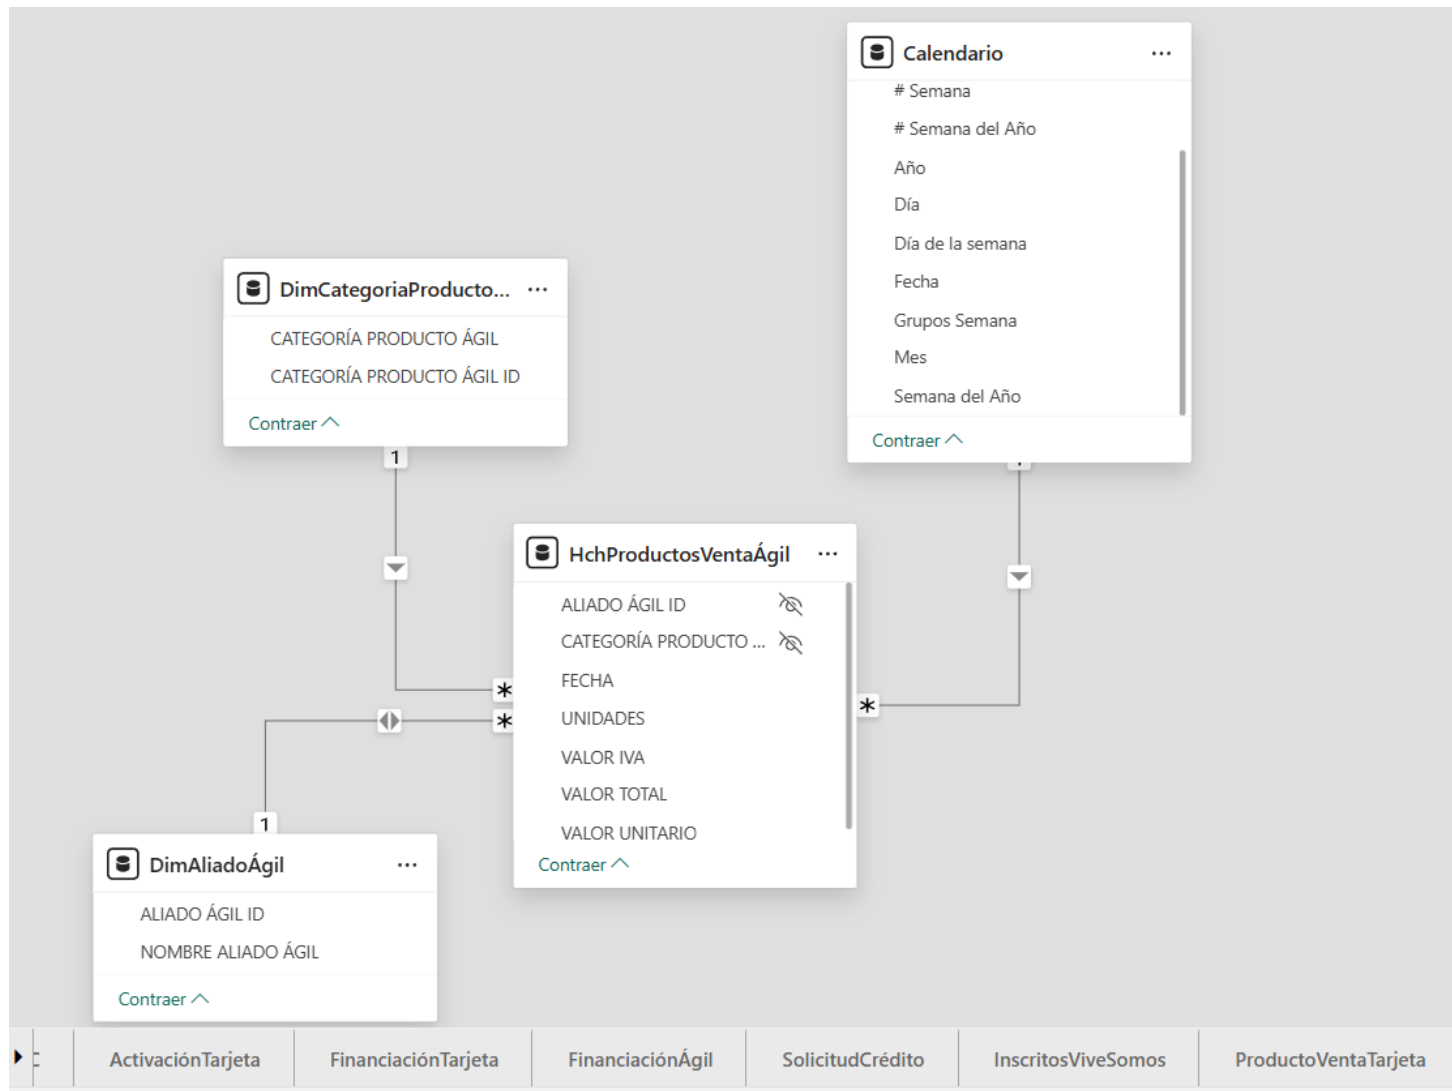 Calendario
# Semana
# Semana del Año
Año
Día
Día de la semana
Fecha
Grupos Semana
Mes
Semana del Año
Contraer
DimCategoriaProducto...
CATEGORÍA PRODUCTO ÁGIL
CATEGORÍA PRODUCTO ÁGIL ID
Contraer
1
HchProductosVentaÁgil
ALIADO ÁGIL ID
CATEGORÍA PRODUCTO ...
FECHA
UNIDADES
VALOR IVA
VALOR TOTAL
VALOR UNITARIO
Contraer
*
*
*
1
DimAliadoÁgil
ALIADO ÁGIL ID
NOMBRE ALIADO ÁGIL
Contraer
ActivaciónTarjeta
FinanciaciónTarjeta
FinanciaciónÁgil
SolicitudCrédito
InscritosViveSomos
ProductoVentaTarjeta